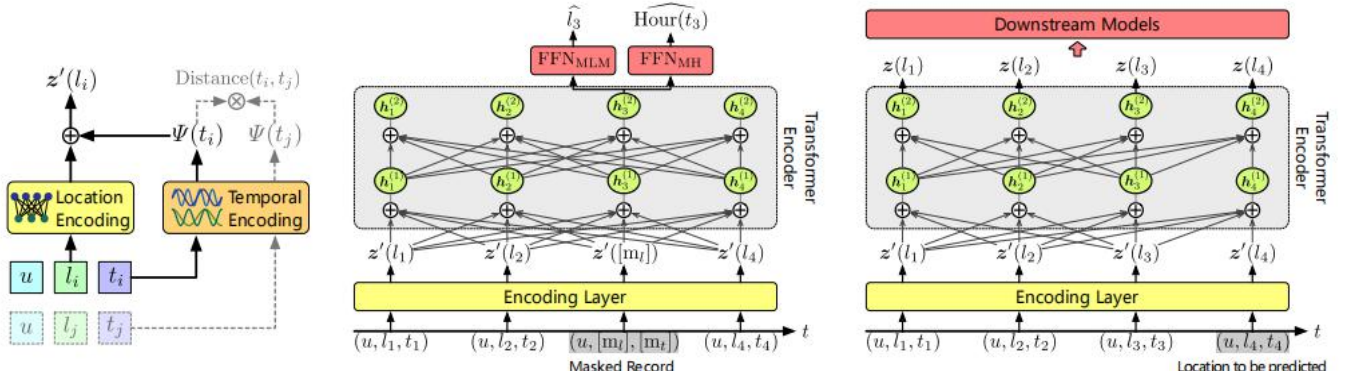 z′(l_i)
Distance(t_i, t_j)
⊗
⊕
Ψ(t_i)
Ψ(t_j)
Location
Encoding
Temporal
Encoding
u l_i t_i
u l_j t_j
\widehat{l_3} \widehat{Hour(t_3)}
FFN_MLM FFN_MH
h_1^{(2)} h_2^{(2)} h_3^{(2)} h_4^{(2)}
⊕ ⊕ ⊕ ⊕
h_1^{(1)} h_2^{(1)} h_3^{(1)} h_4^{(1)}
⊕ ⊕ ⊕ ⊕
Transformer
Encoder
z′(l_1) z′(l_2) z′([m_l]) z′(l_4)
Encoding Layer
t
(u, l_1, t_1) (u, l_2, t_2) (u, [m_l], [m_t]) (u, l_4, t_4)
Masked Record
Downstream Models
z(l_1) z(l_2) z(l_3) z(l_4)
h_1^{(2)} h_2^{(2)} h_3^{(2)} h_4^{(2)}
⊕ ⊕ ⊕ ⊕
h_1^{(1)} h_2^{(1)} h_3^{(1)} h_4^{(1)}
⊕ ⊕ ⊕ ⊕
Transformer
Encoder
z′(l_1) z′(l_2) z′(l_3) z′(l_4)
Encoding Layer
t
(u, l_1, t_1) (u, l_2, t_2) (u, l_3, t_3) (u, l_4, t_4)
Location to be predicted